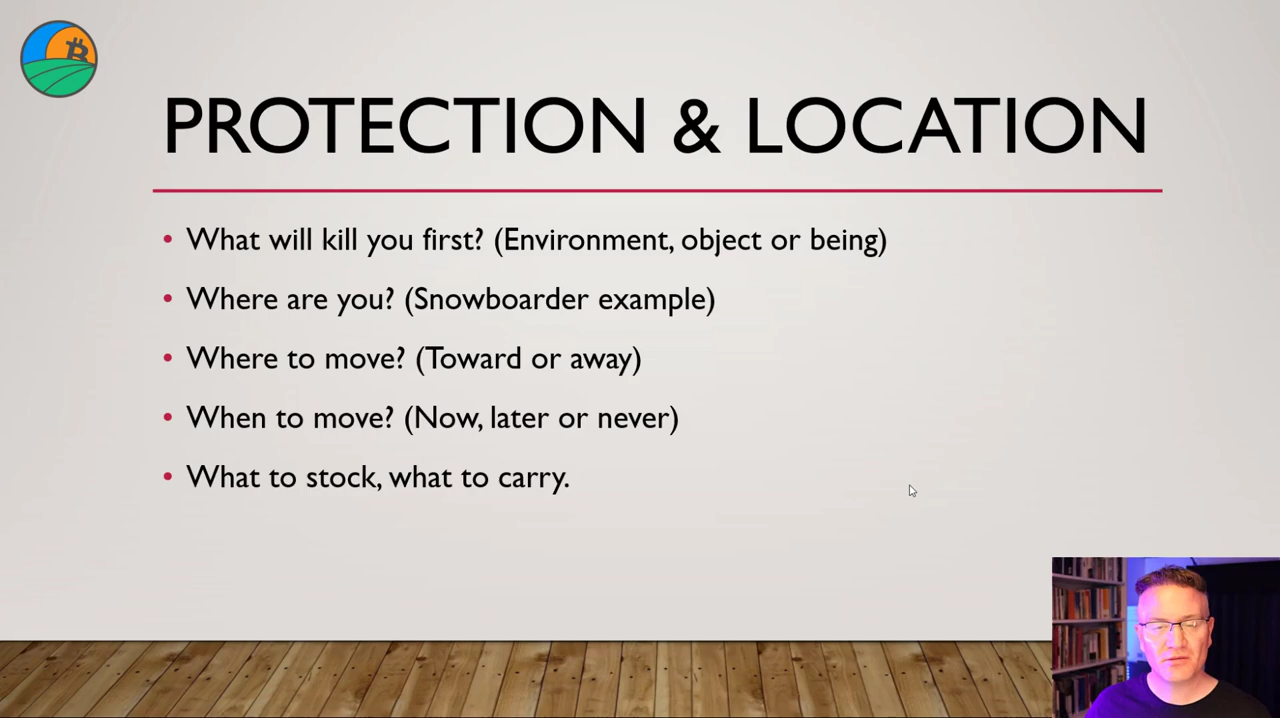 PROTECTION & LOCATION
• What will kill you first? (Environment, object or being)
• Where are you? (Snowboarder example)
• Where to move? (Toward or away)
• When to move? (Now, later or never)
• What to stock, what to carry.